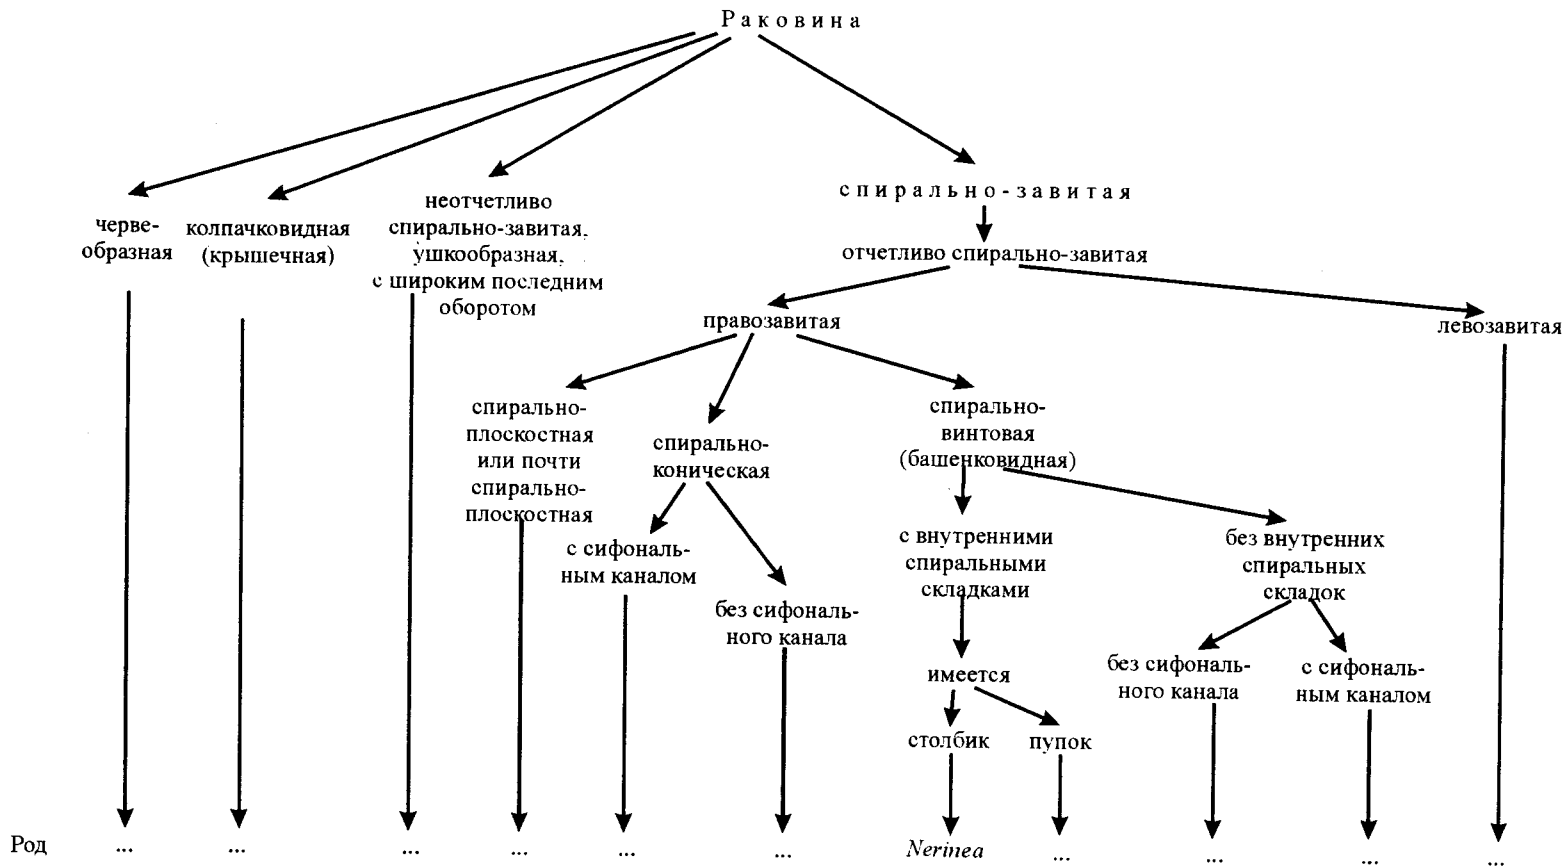 Раковина
черве-
образная
колпачковидная
(крышечная)
неотчетливо
спирально-завитая,
ушкообразная,
с широким последним
оборотом
спирально-завитая
отчетливо спирально-завитая
правозавитая
левозавитая
спирально-
плоскостная
или почти
спирально-
плоскостная
спирально-
коническая
спирально-
винтовая
(башенковидная)
с сифональ-
ным каналом
без сифональ-
ного канала
с внутренними
спиральными
складками
без внутренних
спиральных
складок
имеется
столбик
пупок
без сифональ-
ного канала
с сифональ-
ным каналом
Род ... ... ... ... ... ... Nerinea ... ... ... ...